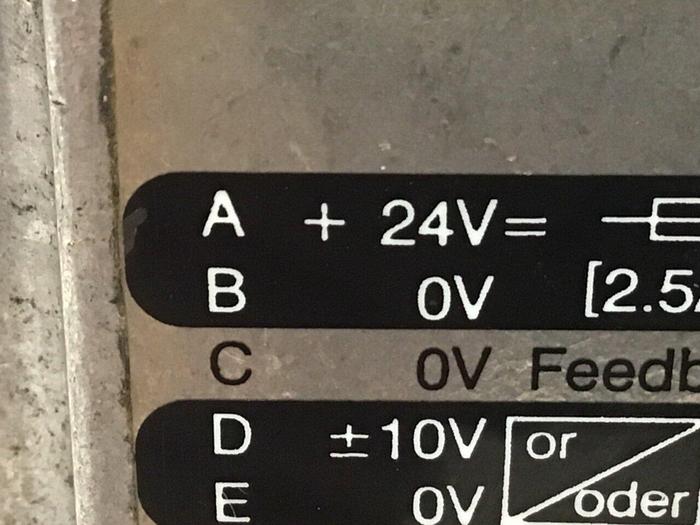 A + 24V=
B 0V [2.5
C 0V Feedb
D ±10V or
E 0V oder